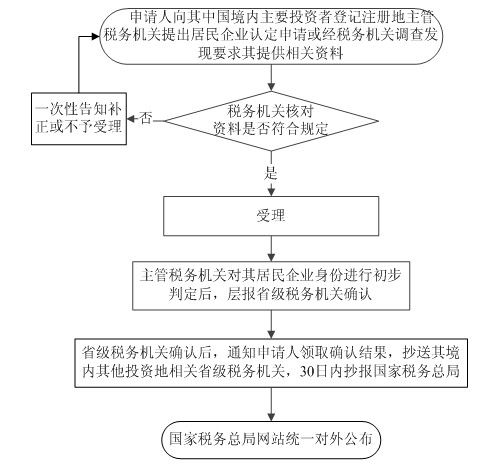 申请人向其中国境内主要投资者登记注册地主管
税务机关提出居民企业认定申请或经税务机关调查发
现要求其提供相关资料
税务机关核对
资料是否符合规定
否
一次性告知补
正或不予受理
是
受理
主管税务机关对其居民企业身份进行初步
判定后，层报省级税务机关确认
省级税务机关确认后，通知申请人领取确认结果，抄送其境
内其他投资地相关省级税务机关，30日内抄报国家税务总局
国家税务总局网站统一对外公布